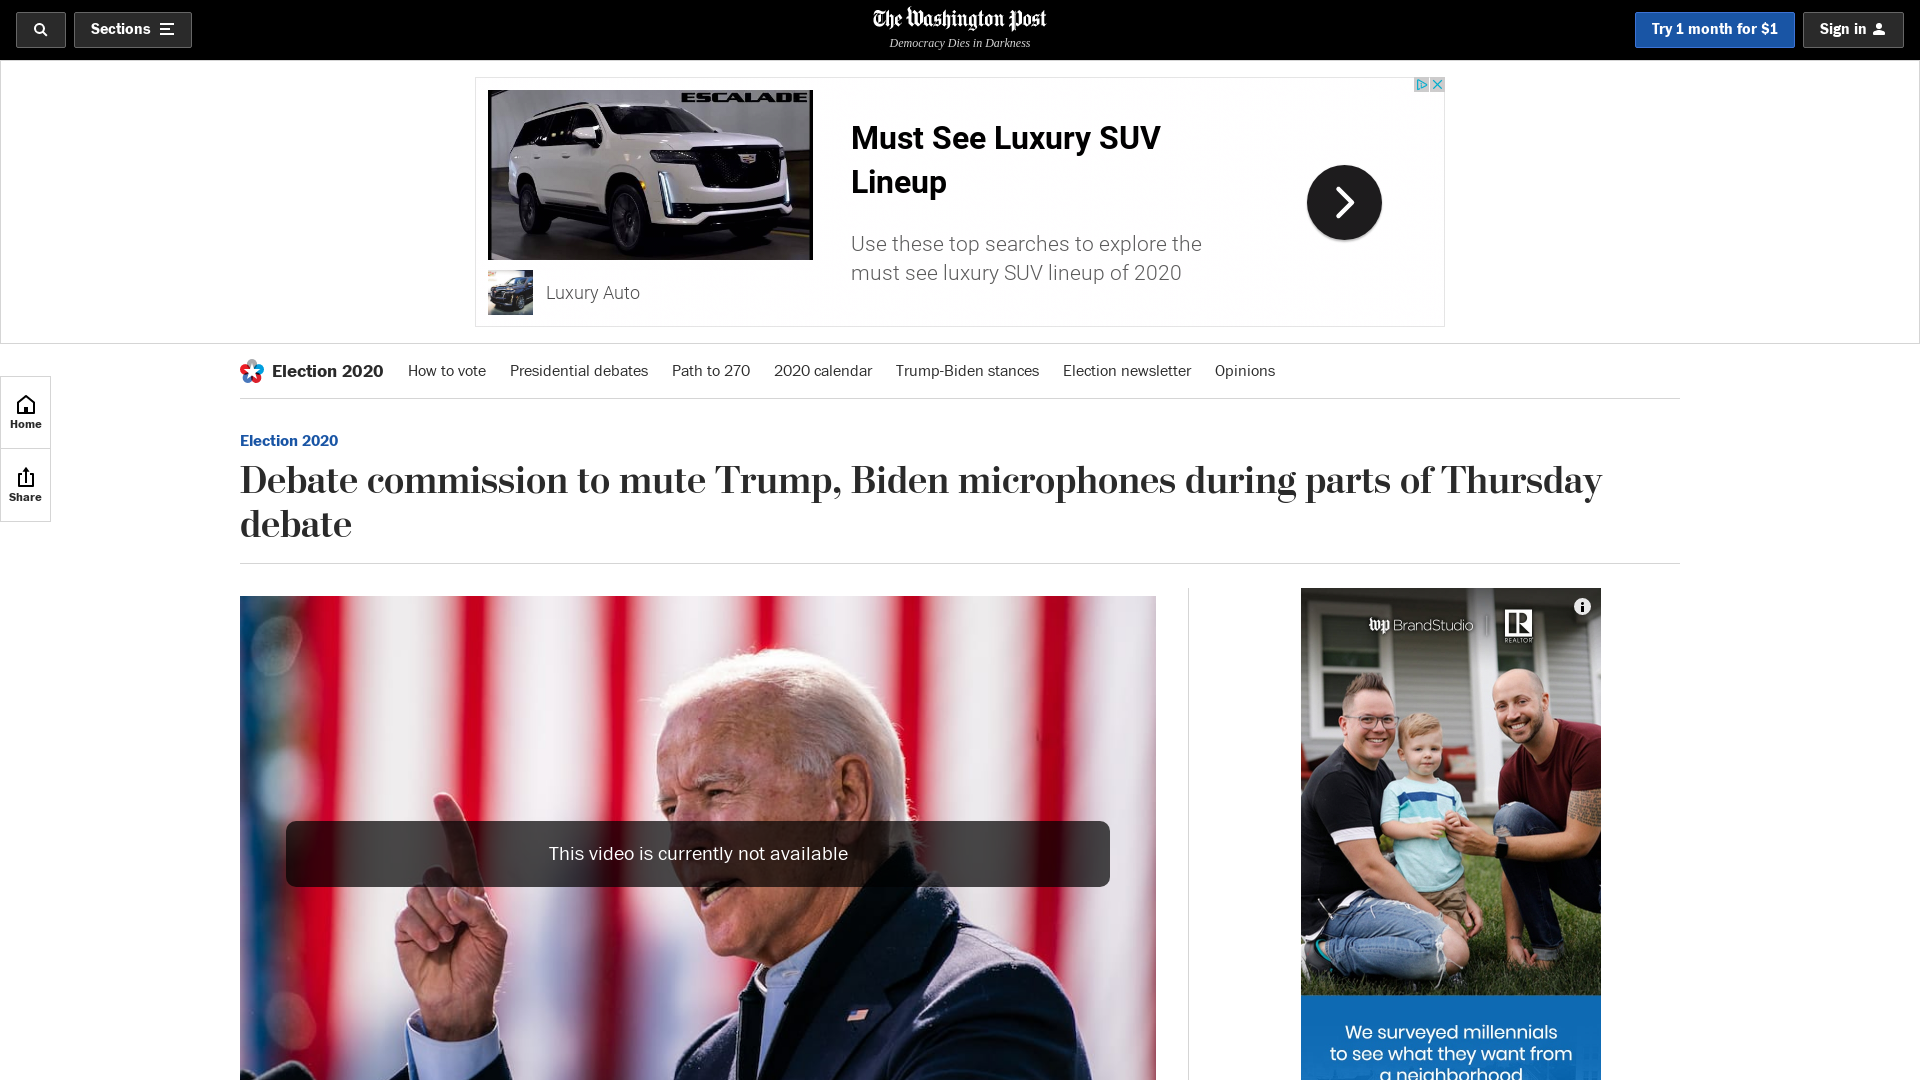 Sections
The Washington Post
Democracy Dies in Darkness
Try 1 month for $1
Sign in
ESCALADE
Must See Luxury SUV
Lineup
Use these top searches to explore the
must see luxury SUV lineup of 2020
Luxury Auto
Election 2020
How to vote
Presidential debates
Path to 270
2020 calendar
Trump-Biden stances
Election newsletter
Opinions
Home
Share
Election 2020
Debate commission to mute Trump, Biden microphones during parts of Thursday
debate
This video is currently not available
wp BrandStudio
R
REALTOR
We surveyed millennials
to see what they want from
a neighborhood